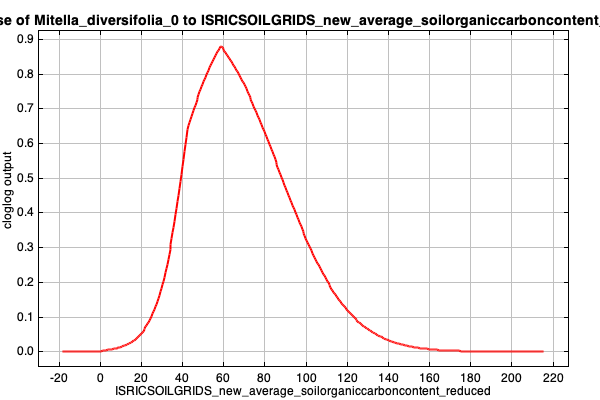 se of Mitella_diversifolia_0 to ISRICSOILGRIDS_new_average_soilorganiccarboncontent_
0.9
0.8
0.7
0.6
0.5
0.4
0.3
0.2
0.1
0.0
cloglog output
-20 0 20 40 60 80 100 120 140 160 180 200 220
ISRICSOILGRIDS_new_average_soilorganiccarboncontent_reduced